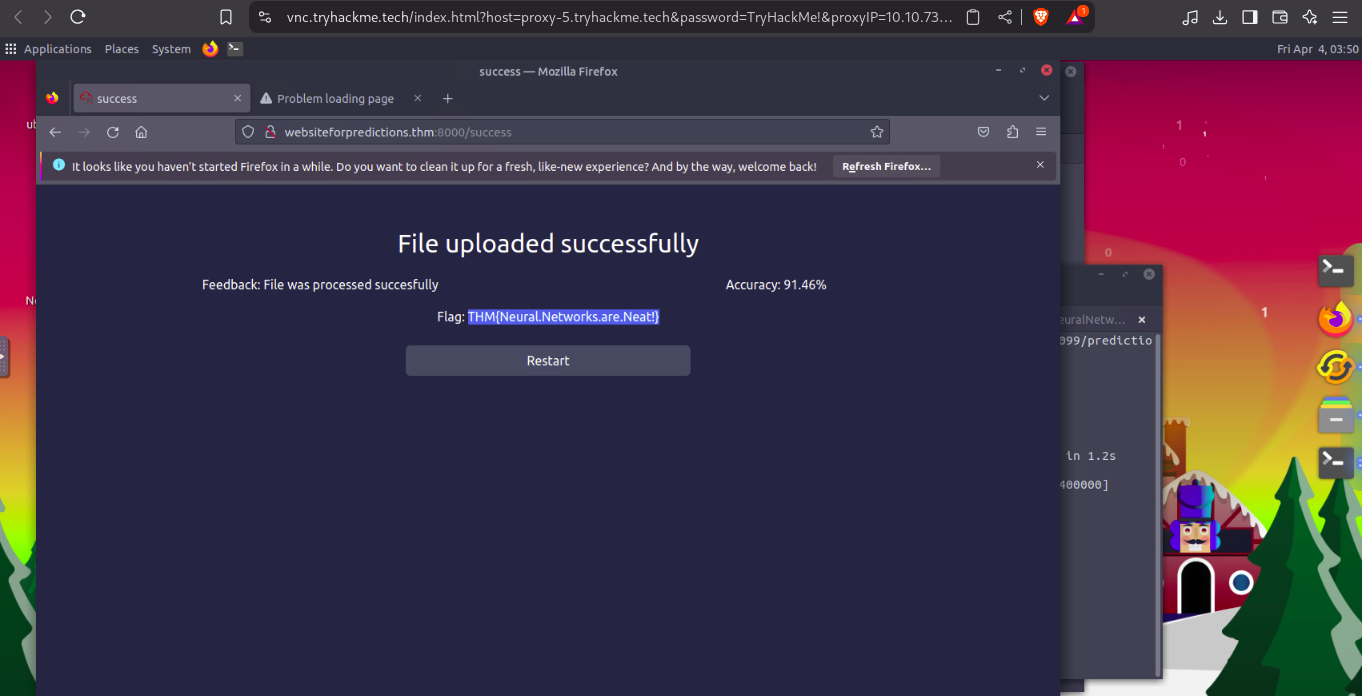 vnc.tryhackme.tech/index.html?host=proxy-5.tryhackme.tech&password=TryHackMe!&proxyIP=10.10.73...
1
Applications Places System
Fri Apr 4, 03:50
success — Mozilla Firefox
success
Problem loading page
websiteforpredictions.thm:8000/success
It looks like you haven't started Firefox in a while. Do you want to clean it up for a fresh, like-new experience? And by the way, welcome back!
Refresh Firefox...
File uploaded successfully
Feedback: File was processed succesfully
Accuracy: 91.46%
Flag: THM{Neural.Networks.are.Neat!}
Restart
euralNetw...
099/predictio
in 1.2s
400000]
1
1
0
0
1